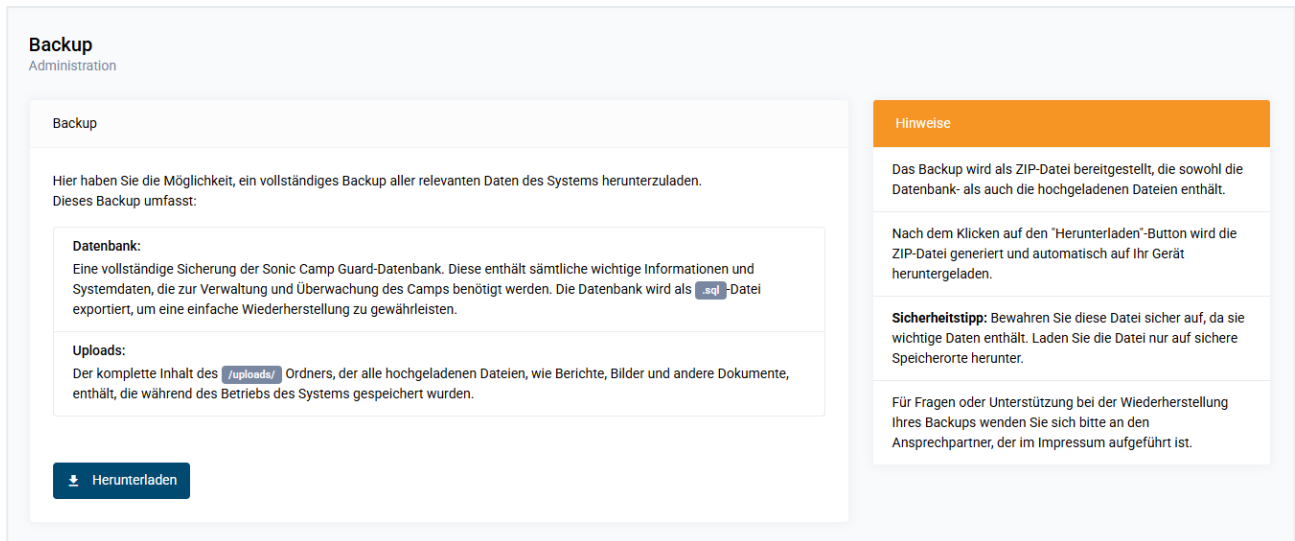 Backup
Administration
Backup
Hier haben Sie die Möglichkeit, ein vollständiges Backup aller relevanten Daten des Systems herunterzuladen.
Dieses Backup umfasst:
Datenbank:
Eine vollständige Sicherung der Sonic Camp Guard-Datenbank. Diese enthält sämtliche wichtige Informationen und
Systemdaten, die zur Verwaltung und Überwachung des Camps benötigt werden. Die Datenbank wird als .sql -Datei
exportiert, um eine einfache Wiederherstellung zu gewährleisten.
Uploads:
Der komplette Inhalt des /uploads/ Ordners, der alle hochgeladenen Dateien, wie Berichte, Bilder und andere Dokumente,
enthält, die während des Betriebs des Systems gespeichert wurden.
Herunterladen
Hinweise
Das Backup wird als ZIP-Datei bereitgestellt, die sowohl die
Datenbank- als auch die hochgeladenen Dateien enthält.
Nach dem Klicken auf den "Herunterladen"-Button wird die
ZIP-Datei generiert und automatisch auf Ihr Gerät
heruntergeladen.
Sicherheitstipp: Bewahren Sie diese Datei sicher auf, da sie
wichtige Daten enthält. Laden Sie die Datei nur auf sichere
Speicherorte herunter.
Für Fragen oder Unterstützung bei der Wiederherstellung
Ihres Backups wenden Sie sich bitte an den
Ansprechpartner, der im Impressum aufgeführt ist.